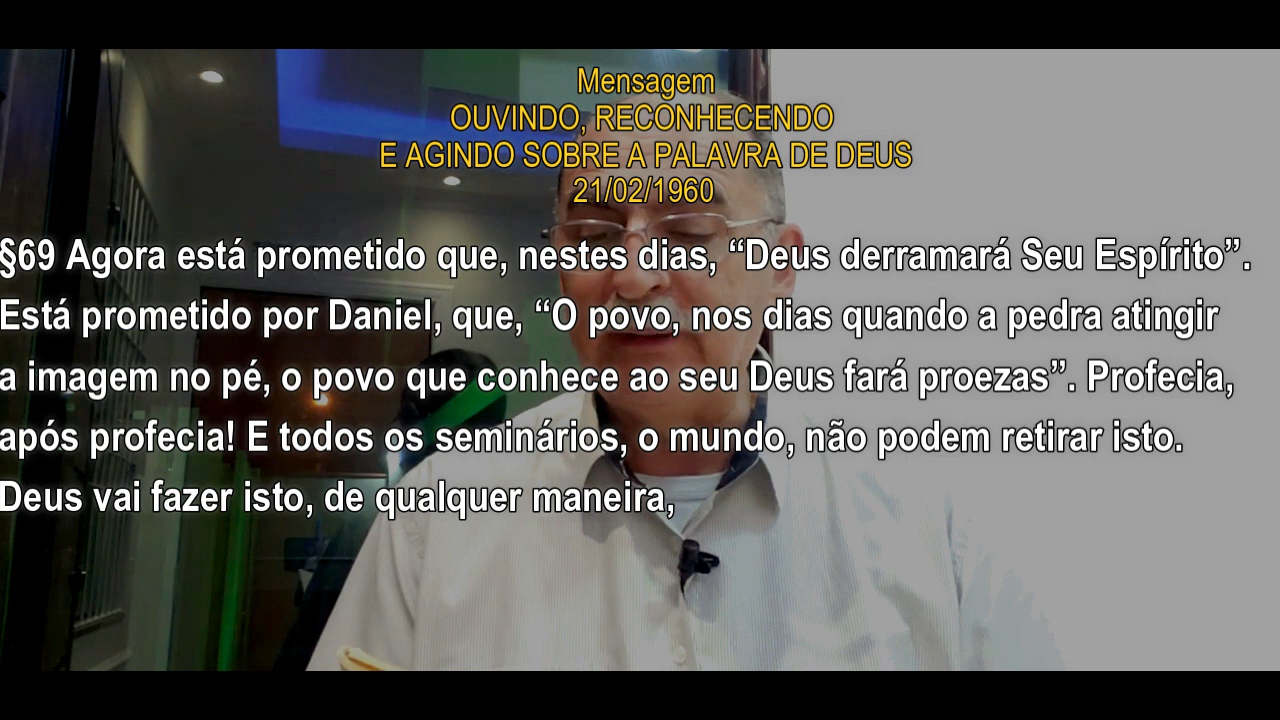 Mensagem
OUVINDO, RECONHECENDO
E AGINDO SOBRE A PALAVRA DE DEUS
21/02/1960
§69 Agora está prometido que, nestes dias, “Deus derramará Seu Espírito”.
Está prometido por Daniel, que, “O povo, nos dias quando a pedra atingir
a imagem no pé, o povo que conhece ao seu Deus fará proezas”. Profecia,
após profecia! E todos os seminários, o mundo, não podem retirar isto.
Deus vai fazer isto, de qualquer maneira,